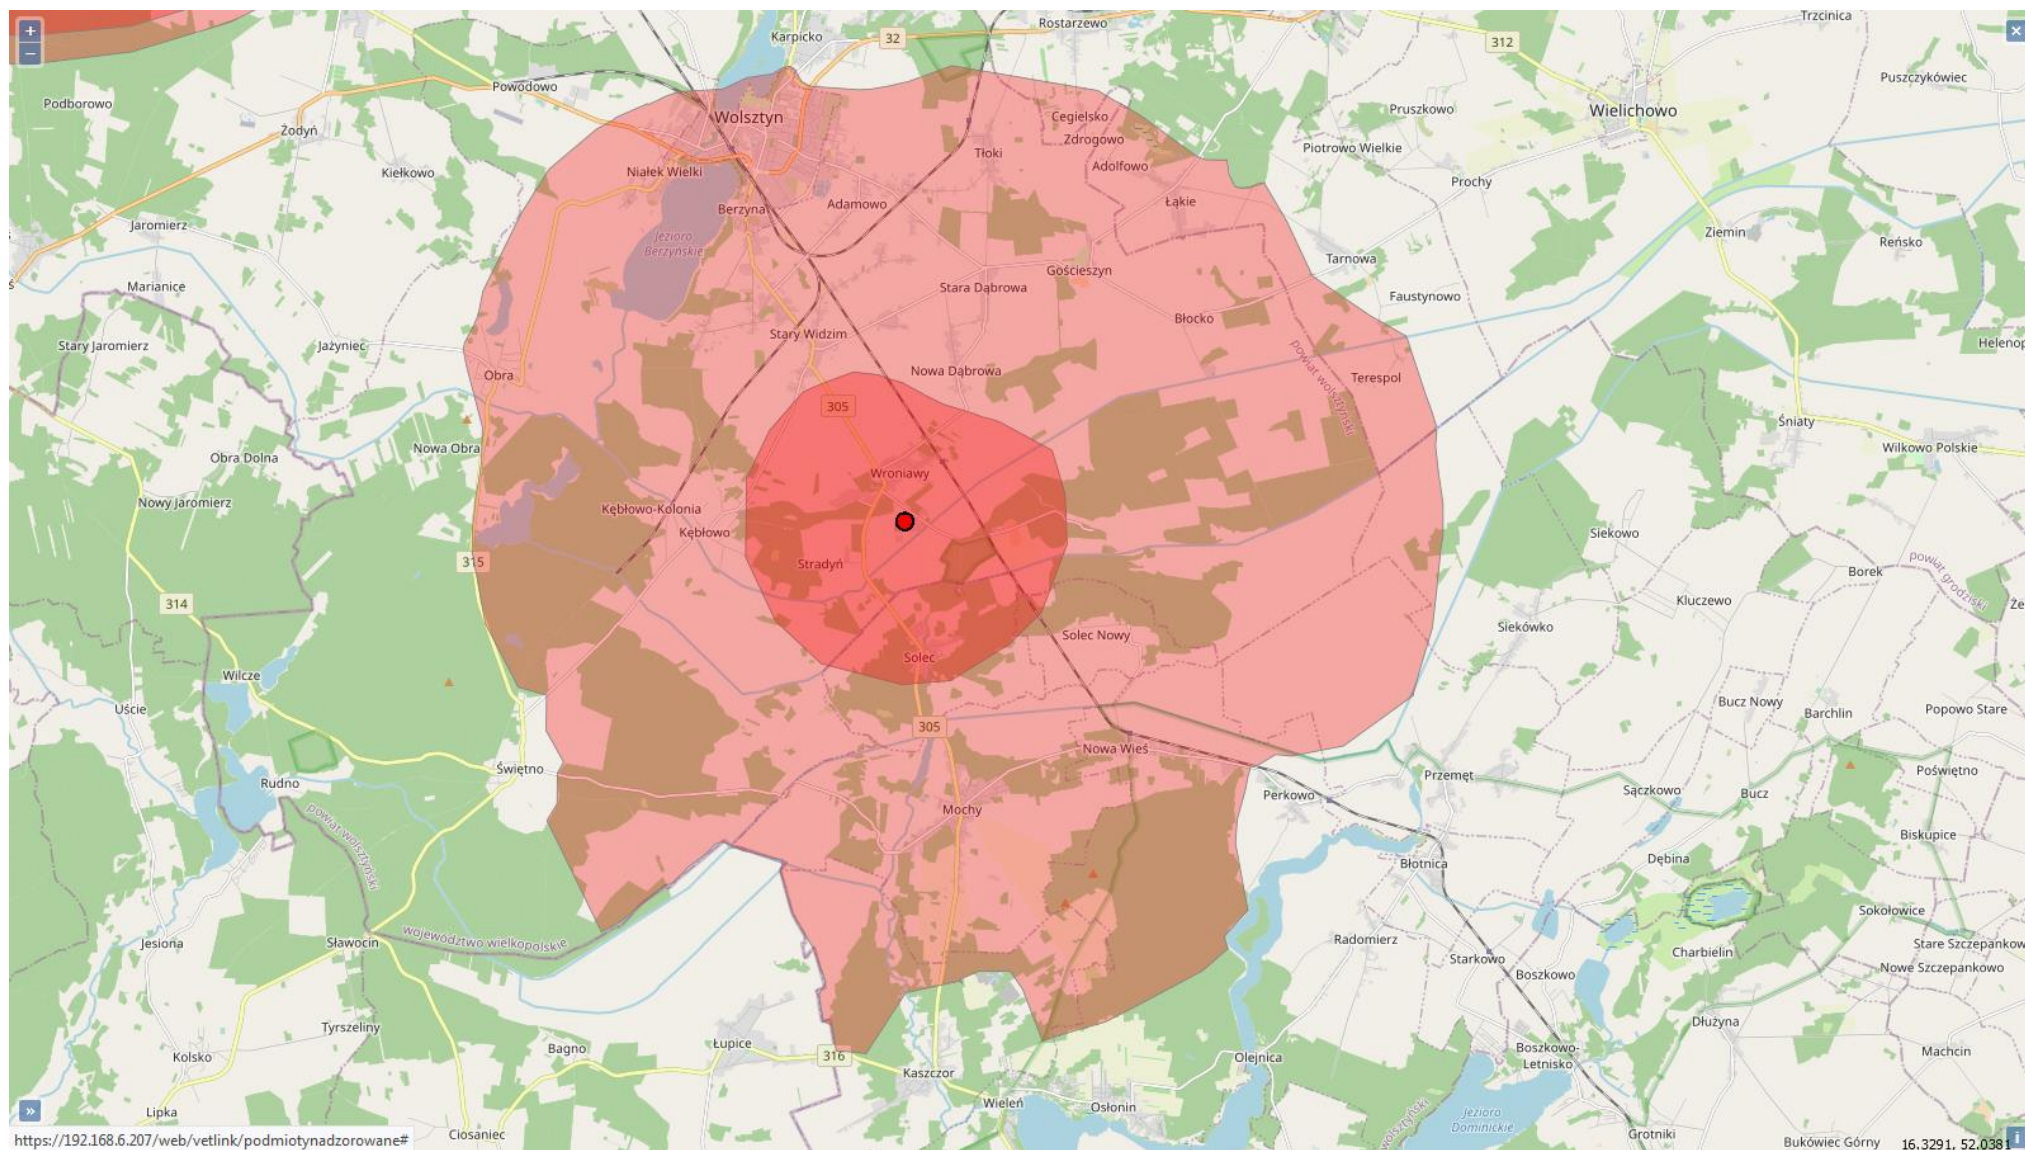 +
−
×
Trzcinica
Rostarzewo
Karpicko
32
312
Powodowo
Puszczykówiec
Podborowo
Wolsztyn
Cegielsko
Pruszkowo
Wielichowo
Żodyń
Zdrogowo
Tłoki
Piotrowo Wielkie
Kiełkowo
Niałek Wielki
Adolfowo
Prochy
Berzyna
Adamowo
Łąkie
Jaromierz
Ziemin
Reńsko
Jezioro
Berzyńskie
Gościeszyn
Tarnowa
Marianice
Stara Dąbrowa
Faustynowo
Błocko
Stary Widzim
Stary Jaromierz
Jażyniec
Helenop
Obra
Nowa Dąbrowa
Terespol
powiat wolsztyński
305
Śniaty
Nowa Obra
Obra Dolna
Wilkowo Polskie
Wroniawy
Nowy Jaromierz
Kębłowo-Kolonia
Kębłowo
Siekowo
315
Stradyń
Borek
powiat grodziski
314
Kluczewo
Że
Siekówko
Solec Nowy
Solec
Wilcze
Uście
Bucz Nowy
Barchlin
Popowo Stare
305
Nowa Wieś
Świętno
Rudno
Przemęt
Poświętno
Perkowo
Sączkowo
Bucz
Mochy
powiat wolsztyński
Biskupice
Błotnica
Dębina
Sokołowice
województwo wielkopolskie
Jesiona
Sławocin
Radomierz
Stare Szczepankow
Charbielin
Starkowo
Boszkowo
Nowe Szczepankowo
Tyrszeliny
Dłużyna
Łupice
Bagno
316
Kolsko
Olejnica
Boszkowo-
Letnisko
Machcin
Kaszczor
Wieleń
Osłonin
Lipka
Jezioro
Dominickie
wolsztyński
Ciosaniec
Grotniki
Bukówiec Górny
»
https://192.168.6.207/web/vetlink/podmiotynadzorowane#
16.3291, 52.0381
i